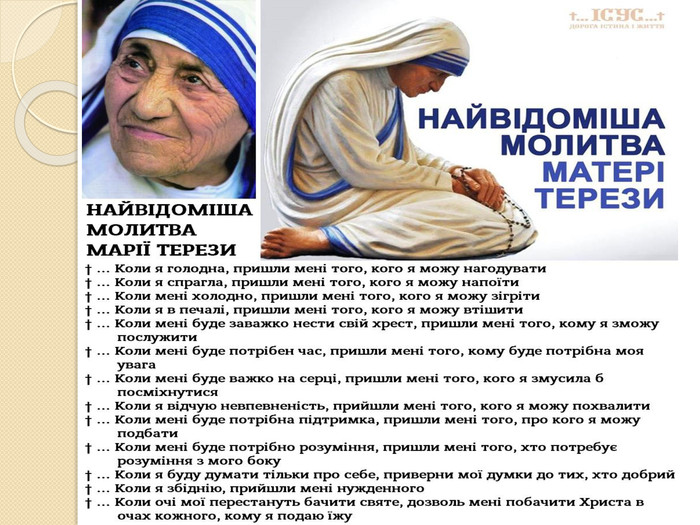 †... ІСУС...†
ДОРОГА ІСТИНА І ЖИТТЯ
НАЙВІДОМІША
МОЛИТВА
МАТЕРІ
ТЕРЕЗИ
НАЙВІДОМІША
МОЛИТВА
МАРІЇ ТЕРЕЗИ
† ... Коли я голодна, пришли мені того, кого я можу нагодувати
† ... Коли я спрагла, пришли мені того, кого я можу напоїти
† ... Коли мені холодно, пришли мені того, кого я можу зігріти
† ... Коли я в печалі, пришли мені того, кого я можу втішити
† ... Коли мені буде заважко нести свій хрест, пришли мені того, кому я зможу
послужити
† ... Коли мені буде потрібен час, пришли мені того, кому буде потрібна моя
увага
† ... Коли мені буде важко на серці, пришли мені того, кого я змусила б
посміхнутися
† ... Коли я відчую невпевненість, прийшли мені того, кого я можу похвалити
† ... Коли мені буде потрібна підтримка, пришли мені того, про кого я можу
подбати
† ... Коли мені буде потрібно розуміння, пришли мені того, хто потребує
розуміння з мого боку
† ... Коли я буду думати тільки про себе, приверни мої думки до тих, хто добрий
† ... Коли я збіднію, прийшли мені нужденного
† ... Коли очі мої перестануть бачити святе, дозволь мені побачити Христа в
очах кожного, кому я подаю їжу